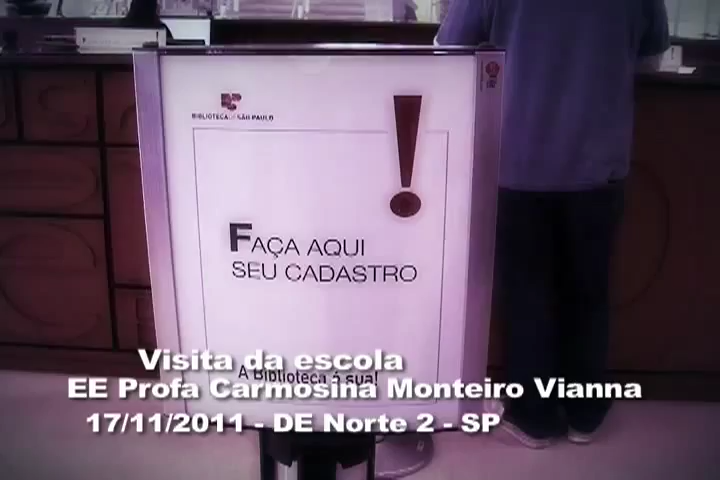 BIBLIOTECA DE SÃO PAULO
!
FAÇA AQUI
SEU CADASTRO
A Biblioteca é sua!
Visita da escola
EE Profa Carmosina Monteiro Vianna
17/11/2011 - DE Norte 2 - SP